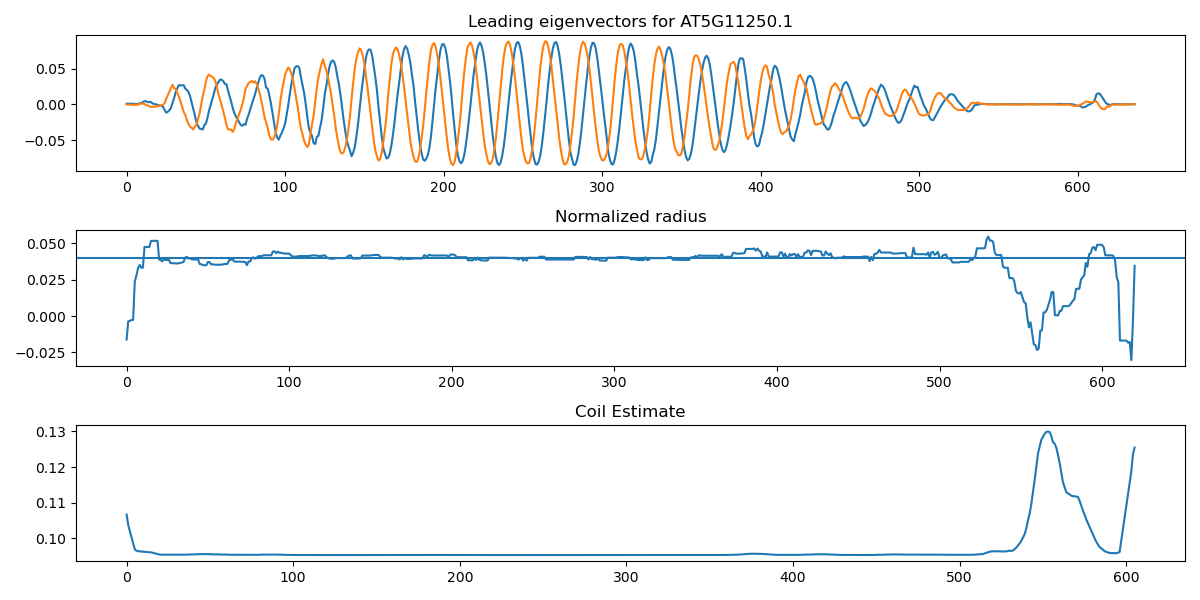 Leading eigenvectors for AT5G11250.1
0.05
0.00
−0.05
0 100 200 300 400 500 600
Normalized radius
0.050
0.025
0.000
−0.025
0 100 200 300 400 500 600
Coil Estimate
0.13
0.12
0.11
0.10
0 100 200 300 400 500 600